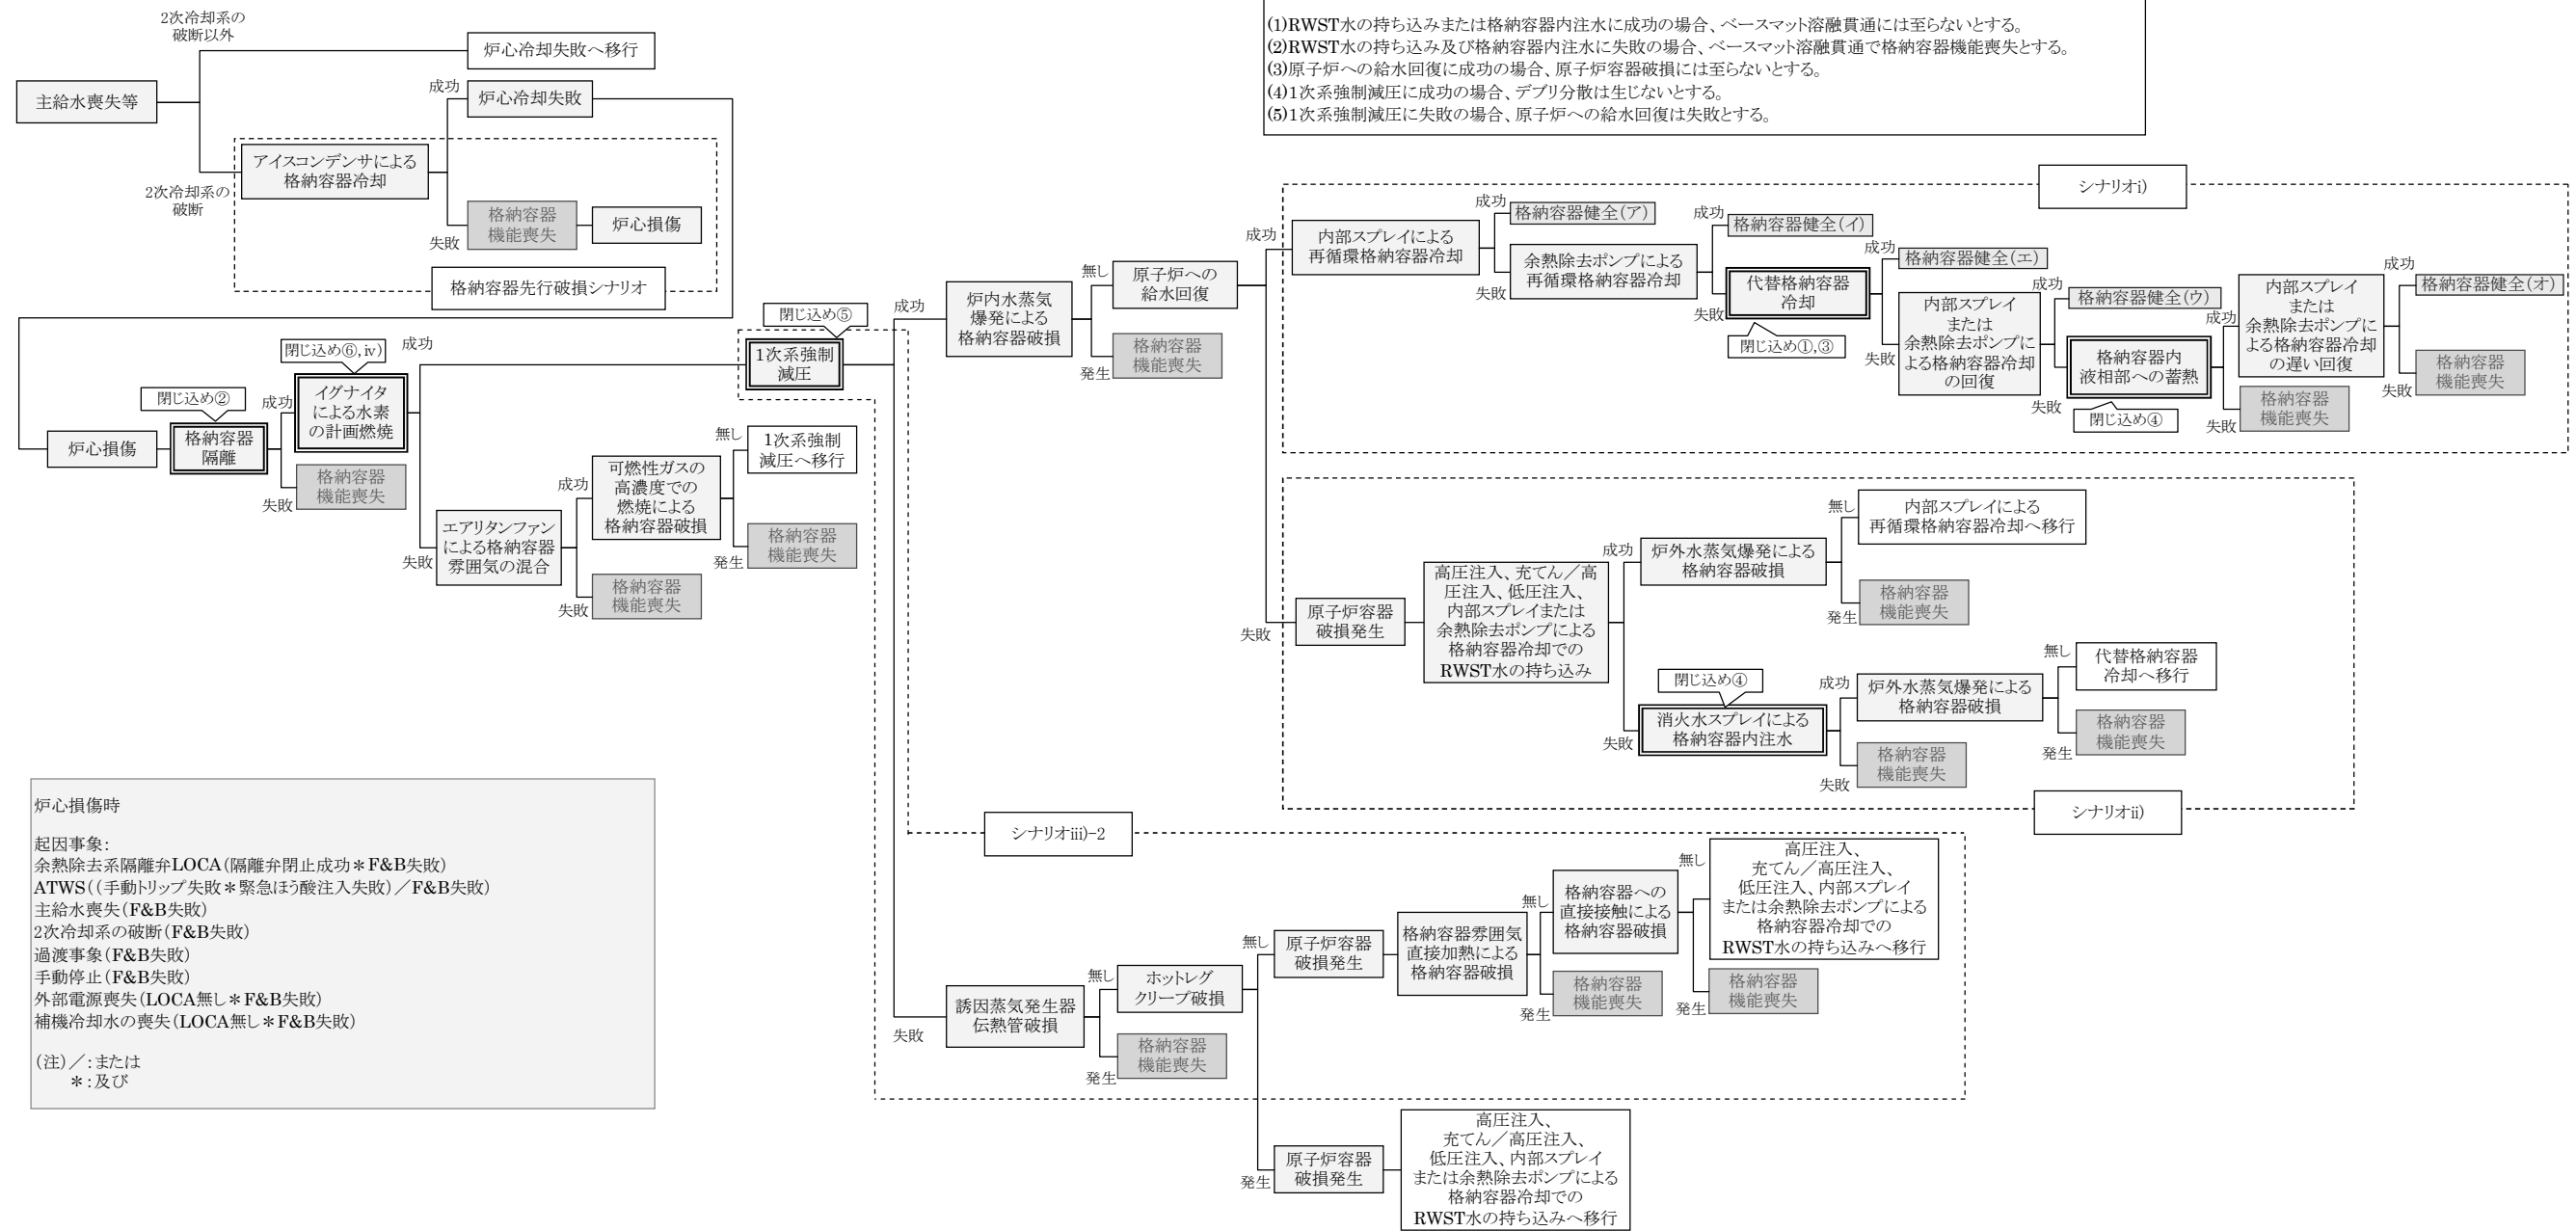 (1)RWST水の持ち込みまたは格納容器内注水に成功の場合、ベースマット溶融貫通には至らないとする。
(2)RWST水の持ち込み及び格納容器内注水に失敗の場合、ベースマット溶融貫通で格納容器機能喪失とする。
(3)原子炉への給水回復に成功の場合、原子炉容器破損には至らないとする。
(4)1次系強制減圧に成功の場合、デブリ分散は生じないとする。
(5)1次系強制減圧に失敗の場合、原子炉への給水回復は失敗とする。
2次冷却系の
破断以外
炉心冷却失敗へ移行
主給水喪失等
成功
炉心冷却失敗
アイスコンデンサによる
格納容器冷却
2次冷却系の
破断
失敗
格納容器
機能喪失
炉心損傷
格納容器先行破損シナリオ
炉心損傷
閉じ込め②
格納容器
隔離
成功
閉じ込め⑥,ⅳ)
イグナイタ
による水素
の計画燃焼
失敗
格納容器
機能喪失
成功
失敗
エアリタンファン
による格納容器
雰囲気の混合
成功
可燃性ガスの
高濃度での
燃焼による
格納容器破損
失敗
格納容器
機能喪失
無し
1次系強制
減圧へ移行
発生
格納容器
機能喪失
閉じ込め⑤
1次系強制
減圧
成功
炉内水蒸気
爆発による
格納容器破損
無し
原子炉への
給水回復
発生
格納容器
機能喪失
シナリオi)
成功
内部スプレイによる
再循環格納容器冷却
成功
格納容器健全(ア)
失敗
余熱除去ポンプによる
再循環格納容器冷却
成功
格納容器健全(イ)
失敗
代替格納容器
冷却
閉じ込め①,③
成功
格納容器健全(エ)
失敗
内部スプレイ
または
余熱除去ポンプに
よる格納容器冷却
の回復
成功
格納容器健全(ウ)
失敗
格納容器内
液相部への蓄熱
閉じ込め④
成功
内部スプレイ
または
余熱除去ポンプに
よる格納容器冷却
の遅い回復
失敗
格納容器
機能喪失
成功
格納容器健全(オ)
失敗
格納容器
機能喪失
失敗
原子炉容器
破損発生
高圧注入、充てん／高
圧注入、低圧注入、
内部スプレイまたは
余熱除去ポンプによる
格納容器冷却での
RWST水の持ち込み
成功
炉外水蒸気爆発による
格納容器破損
無し
内部スプレイによる
再循環格納容器冷却へ移行
発生
格納容器
機能喪失
閉じ込め④
失敗
消火水スプレイによる
格納容器内注水
成功
炉外水蒸気爆発による
格納容器破損
失敗
格納容器
機能喪失
無し
代替格納容器
冷却へ移行
発生
格納容器
機能喪失
シナリオii)
シナリオiii)-2
失敗
誘因蒸気発生器
伝熱管破損
無し
ホットレグ
クリープ破損
発生
格納容器
機能喪失
無し
原子炉容器
破損発生
格納容器雰囲気
直接加熱による
格納容器破損
無し
格納容器への
直接接触による
格納容器破損
発生
格納容器
機能喪失
無し
高圧注入、
充てん／高圧注入、
低圧注入、内部スプレイ
または余熱除去ポンプによる
格納容器冷却での
RWST水の持ち込みへ移行
発生
格納容器
機能喪失
発生
原子炉容器
破損発生
高圧注入、
充てん／高圧注入、
低圧注入、内部スプレイ
または余熱除去ポンプによる
格納容器冷却での
RWST水の持ち込みへ移行
炉心損傷時
起因事象:
余熱除去系隔離弁LOCA(隔離弁閉止成功＊F&B失敗)
ATWS((手動トリップ失敗＊緊急ほう酸注入失敗)／F&B失敗)
主給水喪失(F&B失敗)
2次冷却系の破断(F&B失敗)
過渡事象(F&B失敗)
手動停止(F&B失敗)
外部電源喪失(LOCA無し＊F&B失敗)
補機冷却水の喪失(LOCA無し＊F&B失敗)
(注)／:または
＊:及び